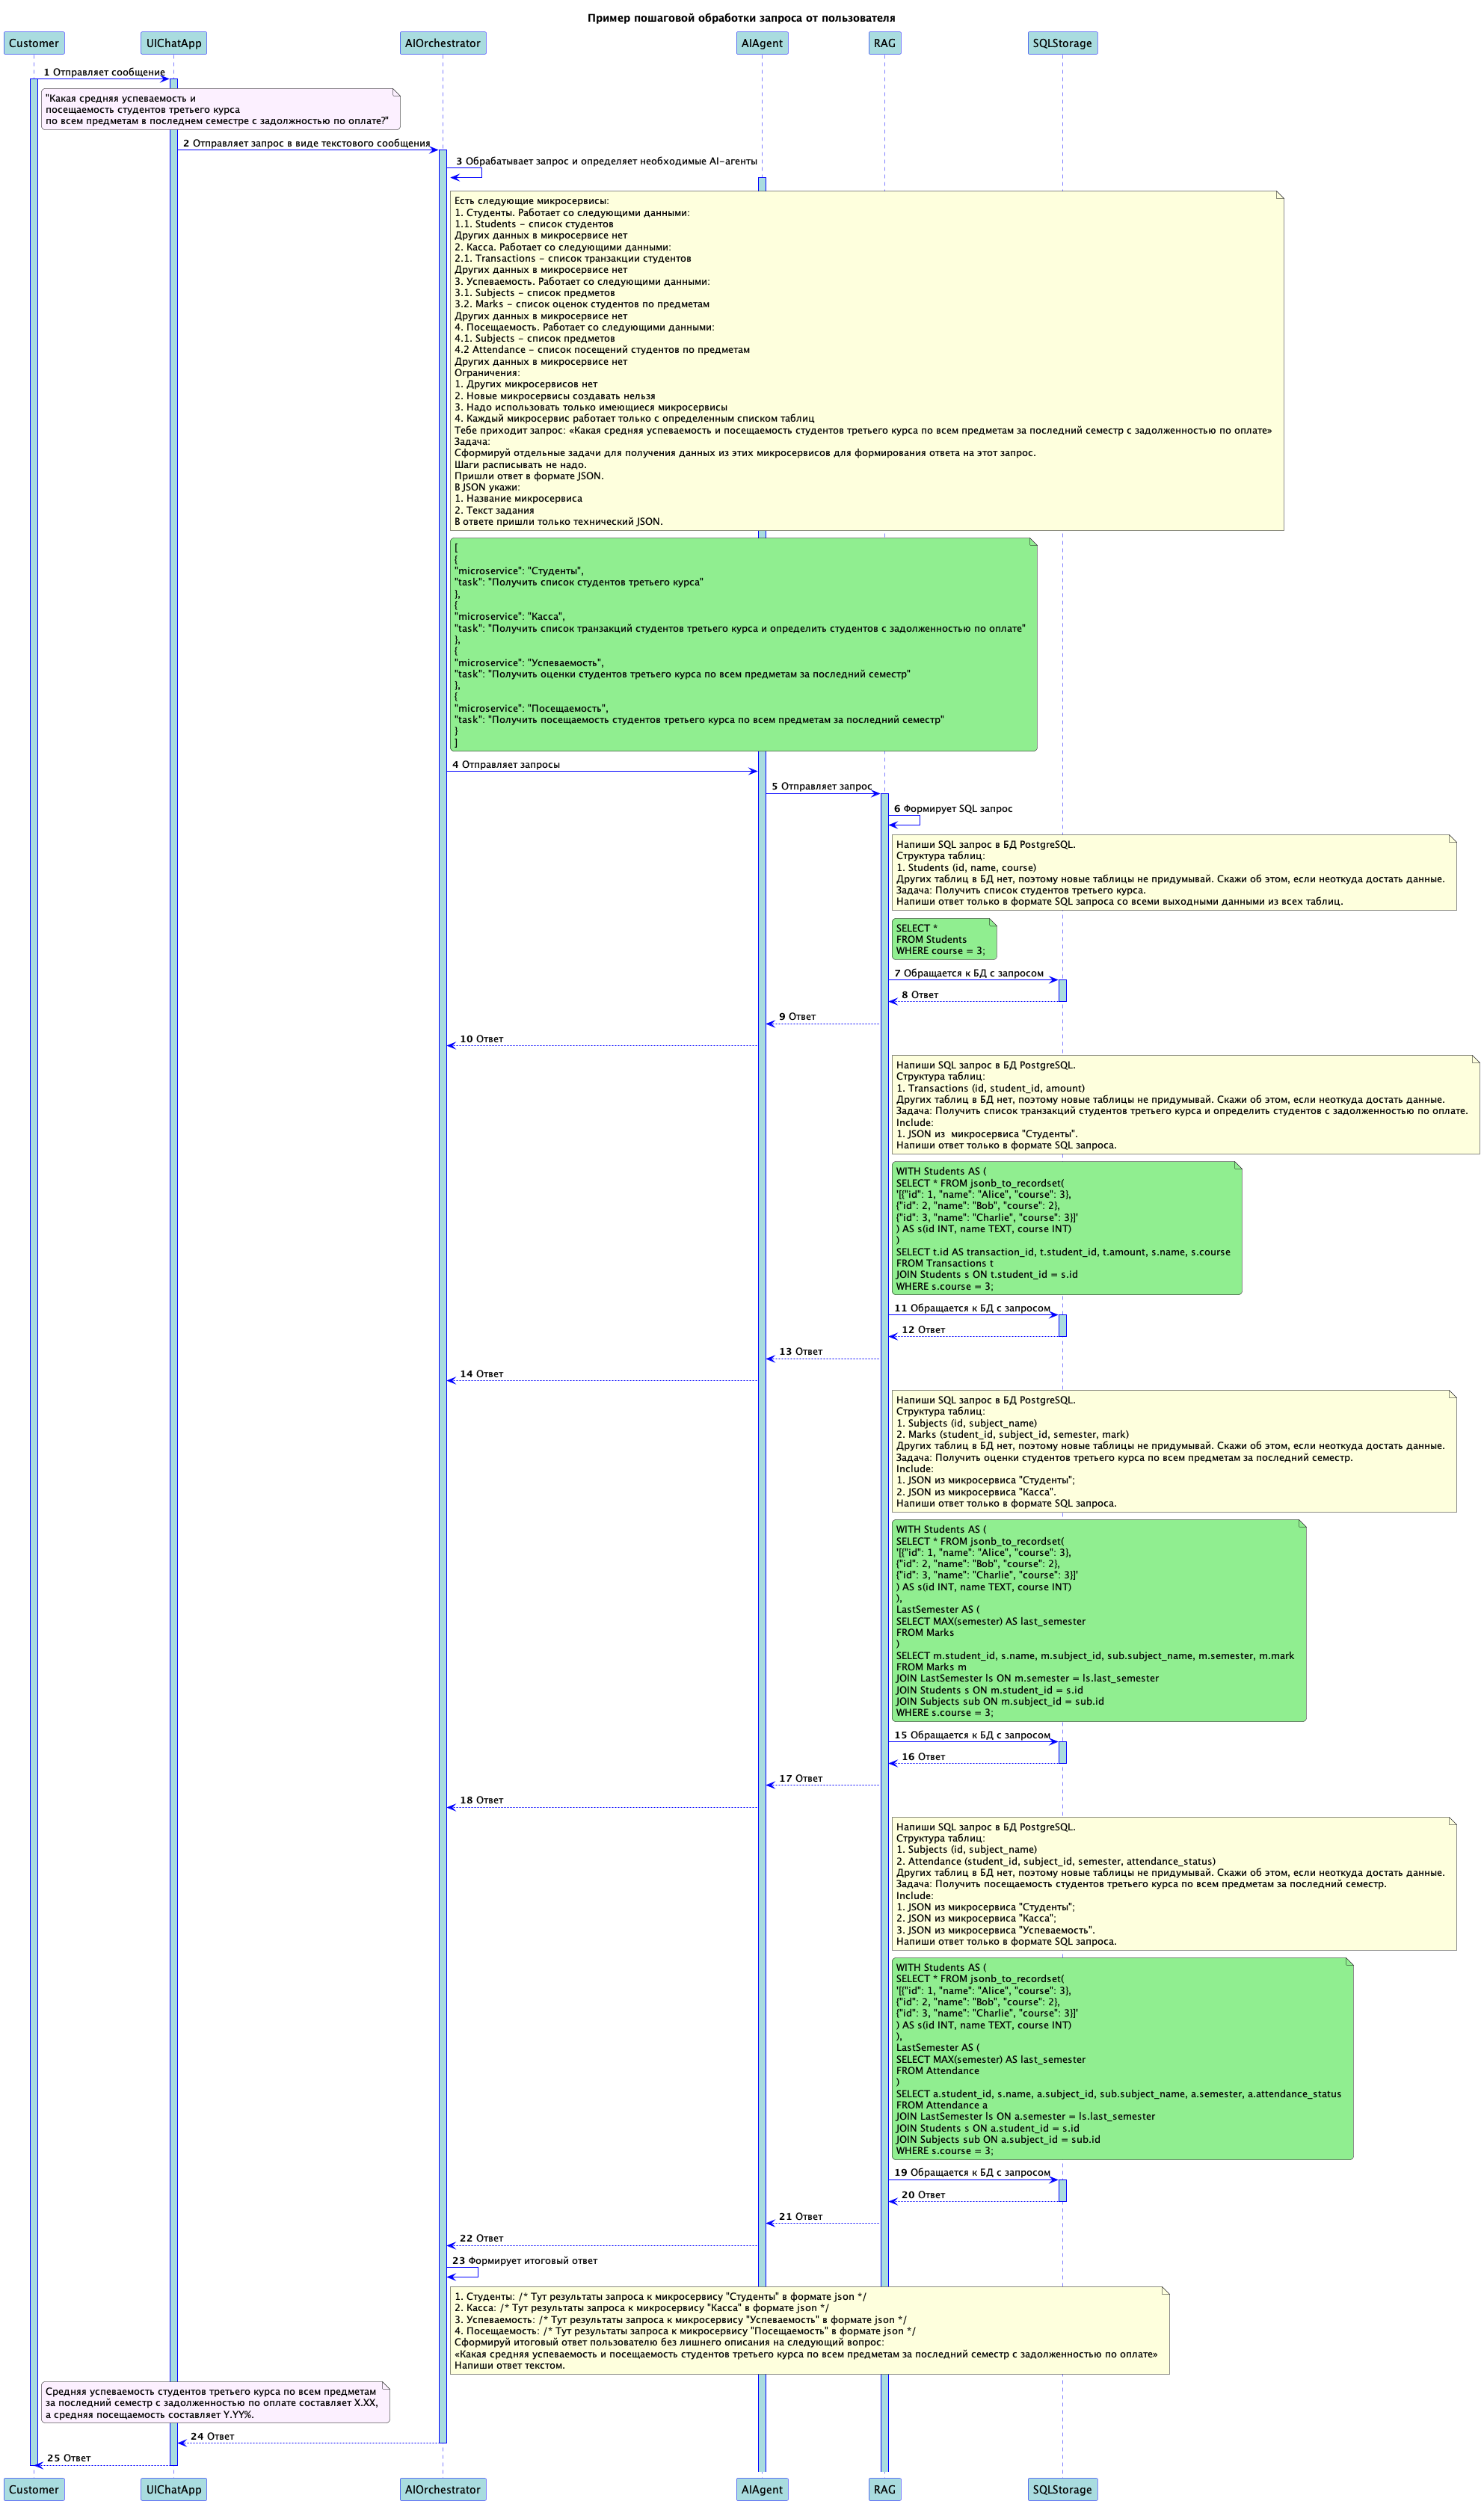 Пример пошаговой обработки запроса от пользователя
Customer
UIChatApp
AIOrchestrator
AIAgent
RAG
SQLStorage
1 Отправляет сообщение
"Какая средняя успеваемость и
посещаемость студентов третьего курса
по всем предметам в последнем семестре с задолжностью по оплате?"
2 Отправляет запрос в виде текстового сообщения
3 Обрабатывает запрос и определяет необходимые AI-агенты
Есть следующие микросервисы:
1. Студенты. Работает со следующими данными:
1.1. Students - список студентов
Других данных в микросервисе нет
2. Касса. Работает со следующими данными:
2.1. Transactions - список транзакции студентов
Других данных в микросервисе нет
3. Успеваемость. Работает со следующими данными:
3.1. Subjects - список предметов
3.2. Marks - список оценок студентов по предметам
Других данных в микросервисе нет
4. Посещаемость. Работает со следующими данными:
4.1. Subjects - список предметов
4.2 Attendance - список посещений студентов по предметам
Других данных в микросервисе нет
Ограничения:
1. Других микросервисов нет
2. Новые микросервисы создавать нельзя
3. Надо использовать только имеющиеся микросервисы
4. Каждый микросервис работает только с определенным списком таблиц
Тебе приходит запрос: «Какая средняя успеваемость и посещаемость студентов третьего курса по всем предметам за последний семестр с задолженностью по оплате»
Задача:
Сформируй отдельные задачи для получения данных из этих микросервисов для формирования ответа на этот запрос.
Шаги расписывать не надо.
Пришли ответ в формате JSON.
В JSON укажи:
1. Название микросервиса
2. Текст задания
В ответе пришли только технический JSON.
[
{
"microservice": "Студенты",
"task": "Получить список студентов третьего курса"
},
{
"microservice": "Касса",
"task": "Получить список транзакций студентов третьего курса и определить студентов с задолженностью по оплате"
},
{
"microservice": "Успеваемость",
"task": "Получить оценки студентов третьего курса по всем предметам за последний семестр"
},
{
"microservice": "Посещаемость",
"task": "Получить посещаемость студентов третьего курса по всем предметам за последний семестр"
}
]
4 Отправляет запросы
5 Отправляет запрос
6 Формирует SQL запрос
Напиши SQL запрос в БД PostgreSQL.
Структура таблиц:
1. Students (id, name, course)
Других таблиц в БД нет, поэтому новые таблицы не придумывай. Скажи об этом, если неоткуда достать данные.
Задача: Получить список студентов третьего курса.
Напиши ответ только в формате SQL запроса со всеми выходными данными из всех таблиц.
SELECT *
FROM Students
WHERE course = 3;
7 Обращается к БД с запросом
8 Ответ
9 Ответ
10 Ответ
Напиши SQL запрос в БД PostgreSQL.
Структура таблиц:
1. Transactions (id, student_id, amount)
Других таблиц в БД нет, поэтому новые таблицы не придумывай. Скажи об этом, если неоткуда достать данные.
Задача: Получить список транзакций студентов третьего курса и определить студентов с задолженностью по оплате.
Include:
1. JSON из  микросервиса "Студенты".
Напиши ответ только в формате SQL запроса.
WITH Students AS (
SELECT * FROM jsonb_to_recordset(
'[{"id": 1, "name": "Alice", "course": 3},
{"id": 2, "name": "Bob", "course": 2},
{"id": 3, "name": "Charlie", "course": 3}]'
) AS s(id INT, name TEXT, course INT)
)
SELECT t.id AS transaction_id, t.student_id, t.amount, s.name, s.course
FROM Transactions t
JOIN Students s ON t.student_id = s.id
WHERE s.course = 3;
11 Обращается к БД с запросом
12 Ответ
13 Ответ
14 Ответ
Напиши SQL запрос в БД PostgreSQL.
Структура таблиц:
1. Subjects (id, subject_name)
2. Marks (student_id, subject_id, semester, mark)
Других таблиц в БД нет, поэтому новые таблицы не придумывай. Скажи об этом, если неоткуда достать данные.
Задача: Получить оценки студентов третьего курса по всем предметам за последний семестр.
Include:
1. JSON из микросервиса "Студенты";
2. JSON из микросервиса "Касса".
Напиши ответ только в формате SQL запроса.
WITH Students AS (
SELECT * FROM jsonb_to_recordset(
'[{"id": 1, "name": "Alice", "course": 3},
{"id": 2, "name": "Bob", "course": 2},
{"id": 3, "name": "Charlie", "course": 3}]'
) AS s(id INT, name TEXT, course INT)
),
LastSemester AS (
SELECT MAX(semester) AS last_semester
FROM Marks
)
SELECT m.student_id, s.name, m.subject_id, sub.subject_name, m.semester, m.mark
FROM Marks m
JOIN LastSemester ls ON m.semester = ls.last_semester
JOIN Students s ON m.student_id = s.id
JOIN Subjects sub ON m.subject_id = sub.id
WHERE s.course = 3;
15 Обращается к БД с запросом
16 Ответ
17 Ответ
18 Ответ
Напиши SQL запрос в БД PostgreSQL.
Структура таблиц:
1. Subjects (id, subject_name)
2. Attendance (student_id, subject_id, semester, attendance_status)
Других таблиц в БД нет, поэтому новые таблицы не придумывай. Скажи об этом, если неоткуда достать данные.
Задача: Получить посещаемость студентов третьего курса по всем предметам за последний семестр.
Include:
1. JSON из микросервиса "Студенты";
2. JSON из микросервиса "Касса";
3. JSON из микросервиса "Успеваемость".
Напиши ответ только в формате SQL запроса.
WITH Students AS (
SELECT * FROM jsonb_to_recordset(
'[{"id": 1, "name": "Alice", "course": 3},
{"id": 2, "name": "Bob", "course": 2},
{"id": 3, "name": "Charlie", "course": 3}]'
) AS s(id INT, name TEXT, course INT)
),
LastSemester AS (
SELECT MAX(semester) AS last_semester
FROM Attendance
)
SELECT a.student_id, s.name, a.subject_id, sub.subject_name, a.semester, a.attendance_status
FROM Attendance a
JOIN LastSemester ls ON a.semester = ls.last_semester
JOIN Students s ON a.student_id = s.id
JOIN Subjects sub ON a.subject_id = sub.id
WHERE s.course = 3;
19 Обращается к БД с запросом
20 Ответ
21 Ответ
22 Ответ
23 Формирует итоговый ответ
1. Студенты: /* Тут результаты запроса к микросервису "Студенты" в формате json */
2. Касса: /* Тут результаты запроса к микросервису "Касса" в формате json */
3. Успеваемость: /* Тут результаты запроса к микросервису "Успеваемость" в формате json */
4. Посещаемость: /* Тут результаты запроса к микросервису "Посещаемость" в формате json */
Сформируй итоговый ответ пользователю без лишнего описания на следующий вопрос:
«Какая средняя успеваемость и посещаемость студентов третьего курса по всем предметам за последний семестр с задолженностью по оплате»
Напиши ответ текстом.
Средняя успеваемость студентов третьего курса по всем предметам
за последний семестр с задолженностью по оплате составляет X.XX,
а средняя посещаемость составляет Y.YY%.
24 Ответ
25 Ответ
Customer
UIChatApp
AIOrchestrator
AIAgent
RAG
SQLStorage